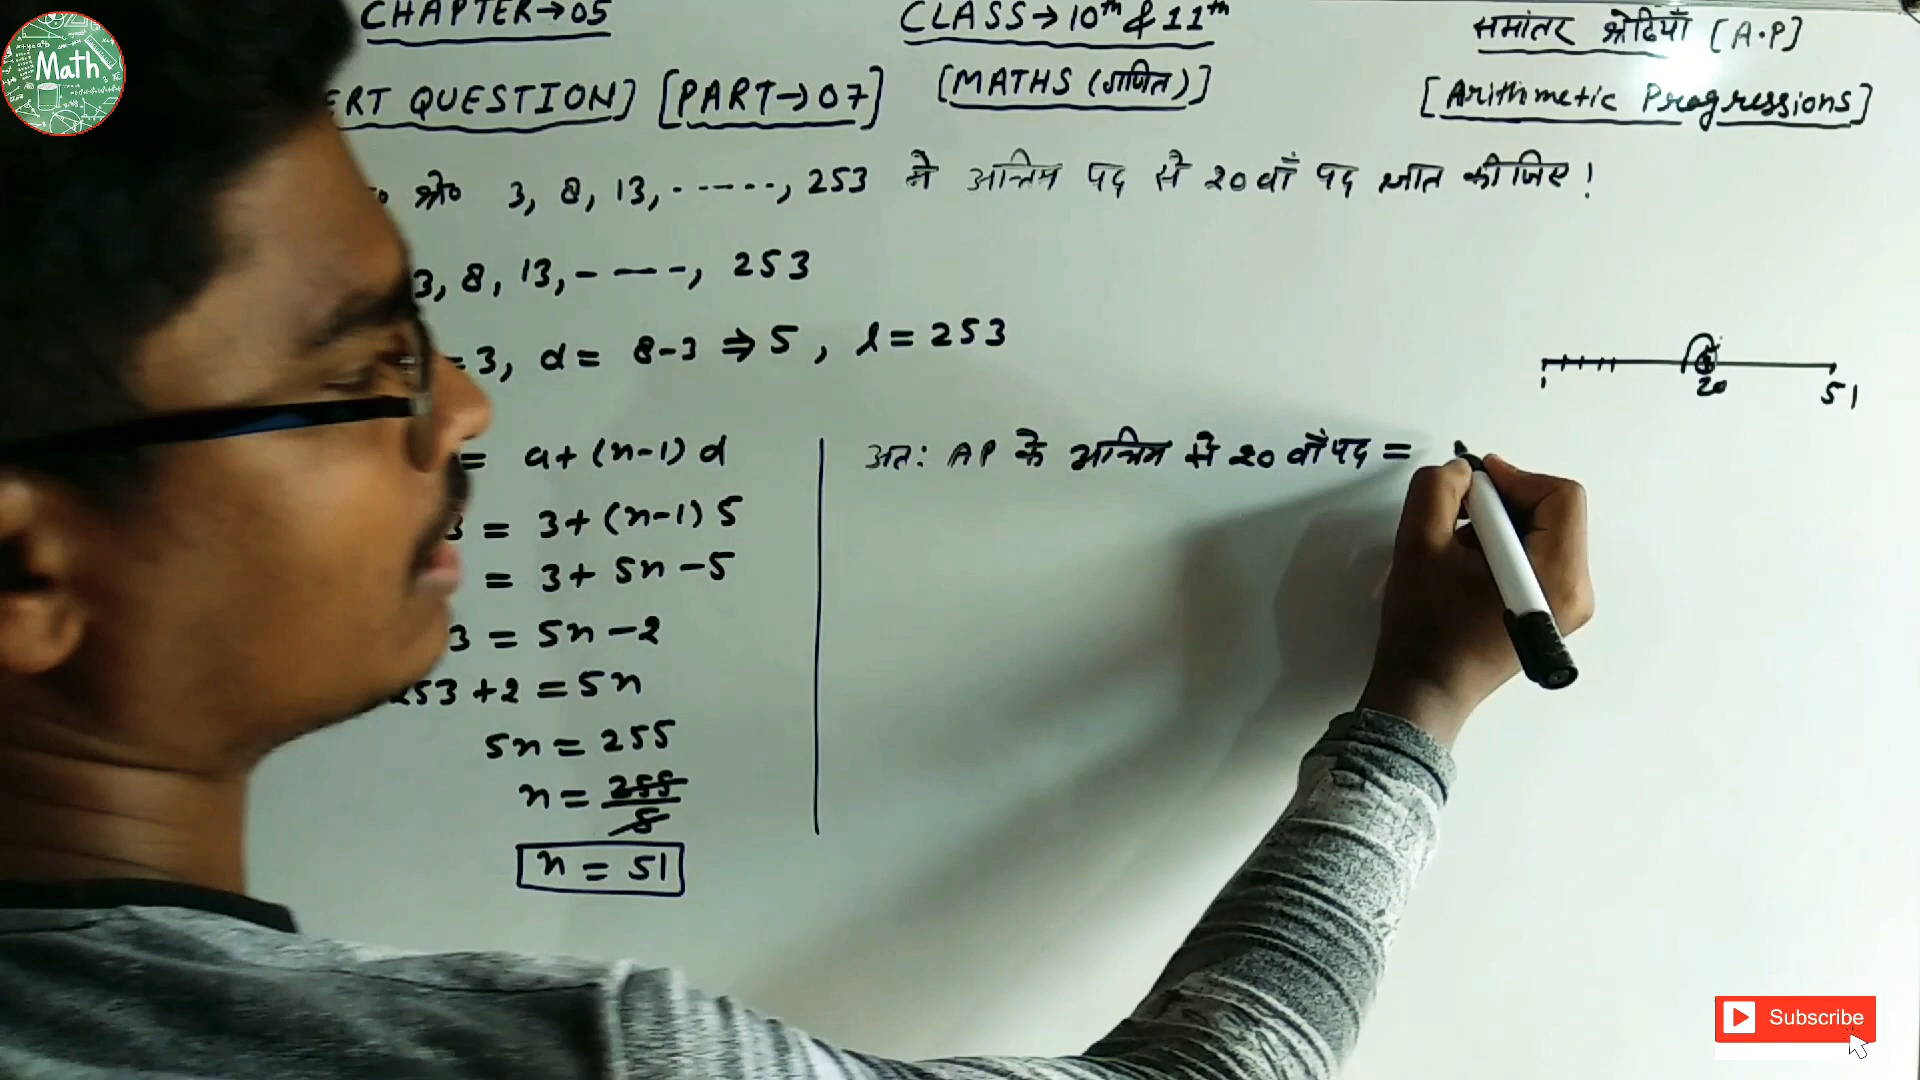 Math
CHAPTER→05
CLASS→10th & 11th
समांतर श्रेढियाँ [A.P]
ERT QUESTION] [PART→07]
[MATHS (गणित)]
[Arithmetic Progressions]
श्रे० 3, 8, 13, ------, 253 मे अन्तिम पद से 20वाँ पद ज्ञात कीजिए!
3, 8, 13, - — -, 253
=3, d = 8-3 ⇒ 5, l = 253
1 20 51
= a + (n-1) d
3 = 3 + (n-1) 5
= 3 + 5n - 5
3 = 5n - 2
253 + 2 = 5n
5n = 255
n = 255/5
n = 51
अत: AP के अन्तिम से 20 वाँ पद =
Subscribe